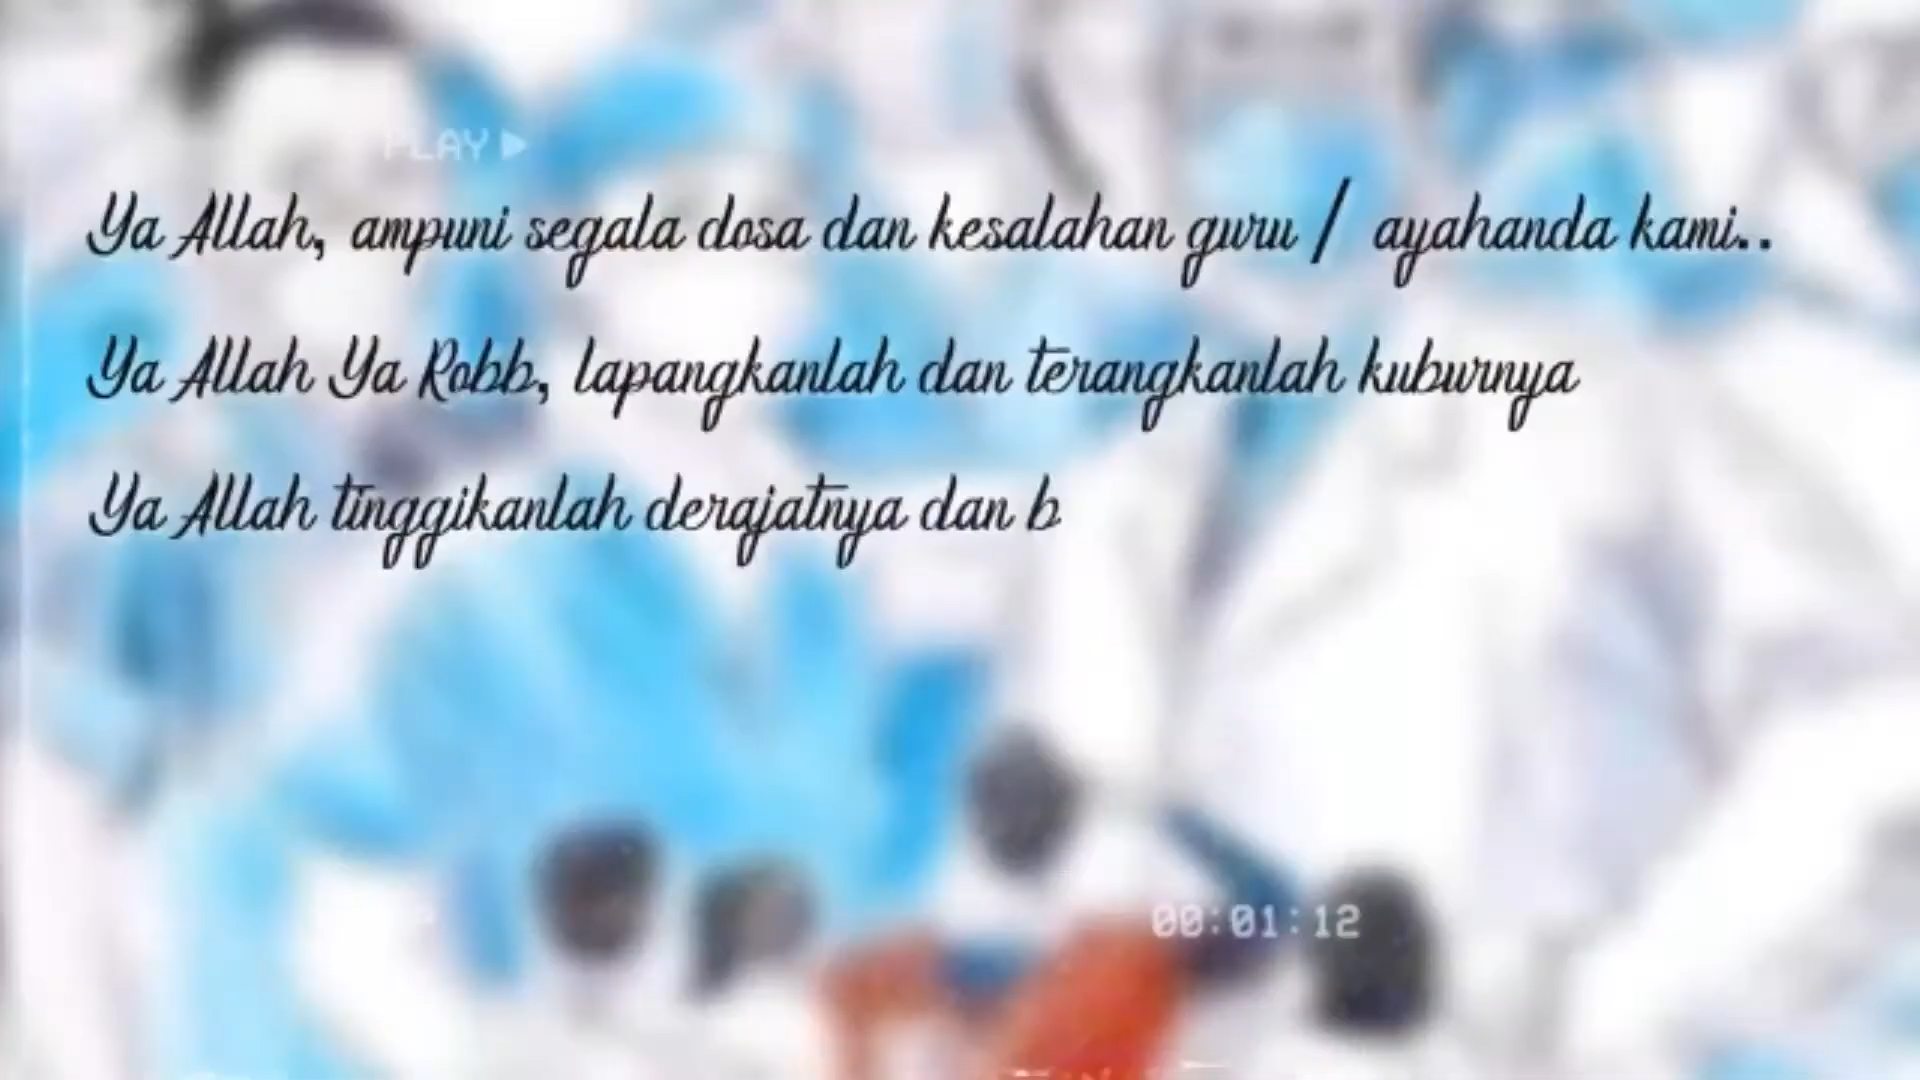 PLAY
Ya Allah, ampuni segala dosa dan kesalahan guru / ayahanda kami..
Ya Allah Ya Robb, lapangkanlah dan terangkanlah kuburnya
Ya Allah tinggikanlah derajatnya dan b
00:01:12